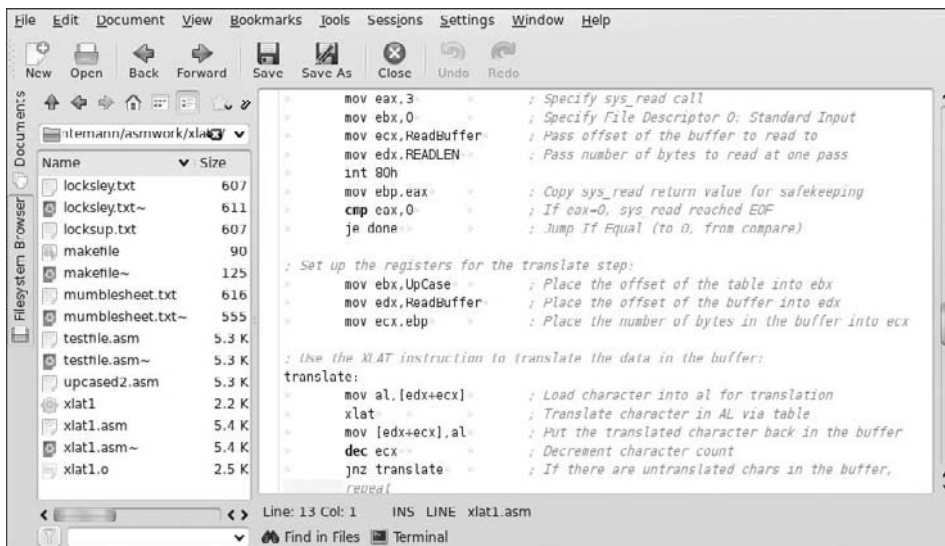 File Edit Document View Bookmarks Tools Sessions Settings Window Help
New Open Back Forward Save Save As Close Undo Redo
Documents
Filesystem Browser
ntemann/asmwork/xlat
Name Size
locksley.txt 607
locksley.txt~ 611
locksup.txt 607
makefile 90
makefile~ 125
mumblesheet.txt 616
mumblesheet.txt~ 555
testfile.asm 5.3 K
testfile.asm~ 5.3 K
upcased2.asm 5.3 K
xlat1 2.2 K
xlat1.asm 5.4 K
xlat1.asm~ 5.4 K
xlat1.o 2.5 K
mov eax,3 ; Specify sys_read call
mov ebx,0 ; Specify File Descriptor 0: Standard Input
mov ecx,ReadBuffer ; Pass offset of the buffer to read to
mov edx,READLEN ; Pass number of bytes to read at one pass
int 80h
mov ebp,eax ; Copy sys_read return value for safekeeping
cmp eax,0 ; If eax=0, sys_read reached EOF
je done ; Jump If Equal (to 0, from compare)
; Set up the registers for the translate step:
mov ebx,UpCase ; Place the offset of the table into ebx
mov edx,ReadBuffer ; Place the offset of the buffer into edx
mov ecx,ebp ; Place the number of bytes in the buffer into ecx
; Use the XLAT instruction to translate the data in the buffer:
translate:
mov al,[edx+ecx] ; Load character into al for translation
xlat ; Translate character in AL via table
mov [edx+ecx],al ; Put the translated character back in the buffer
dec ecx ; Decrement character count
jnz translate ; If there are untranslated chars in the buffer,
repeat
Line: 13 Col: 1 INS LINE xlat1.asm
Find in Files Terminal